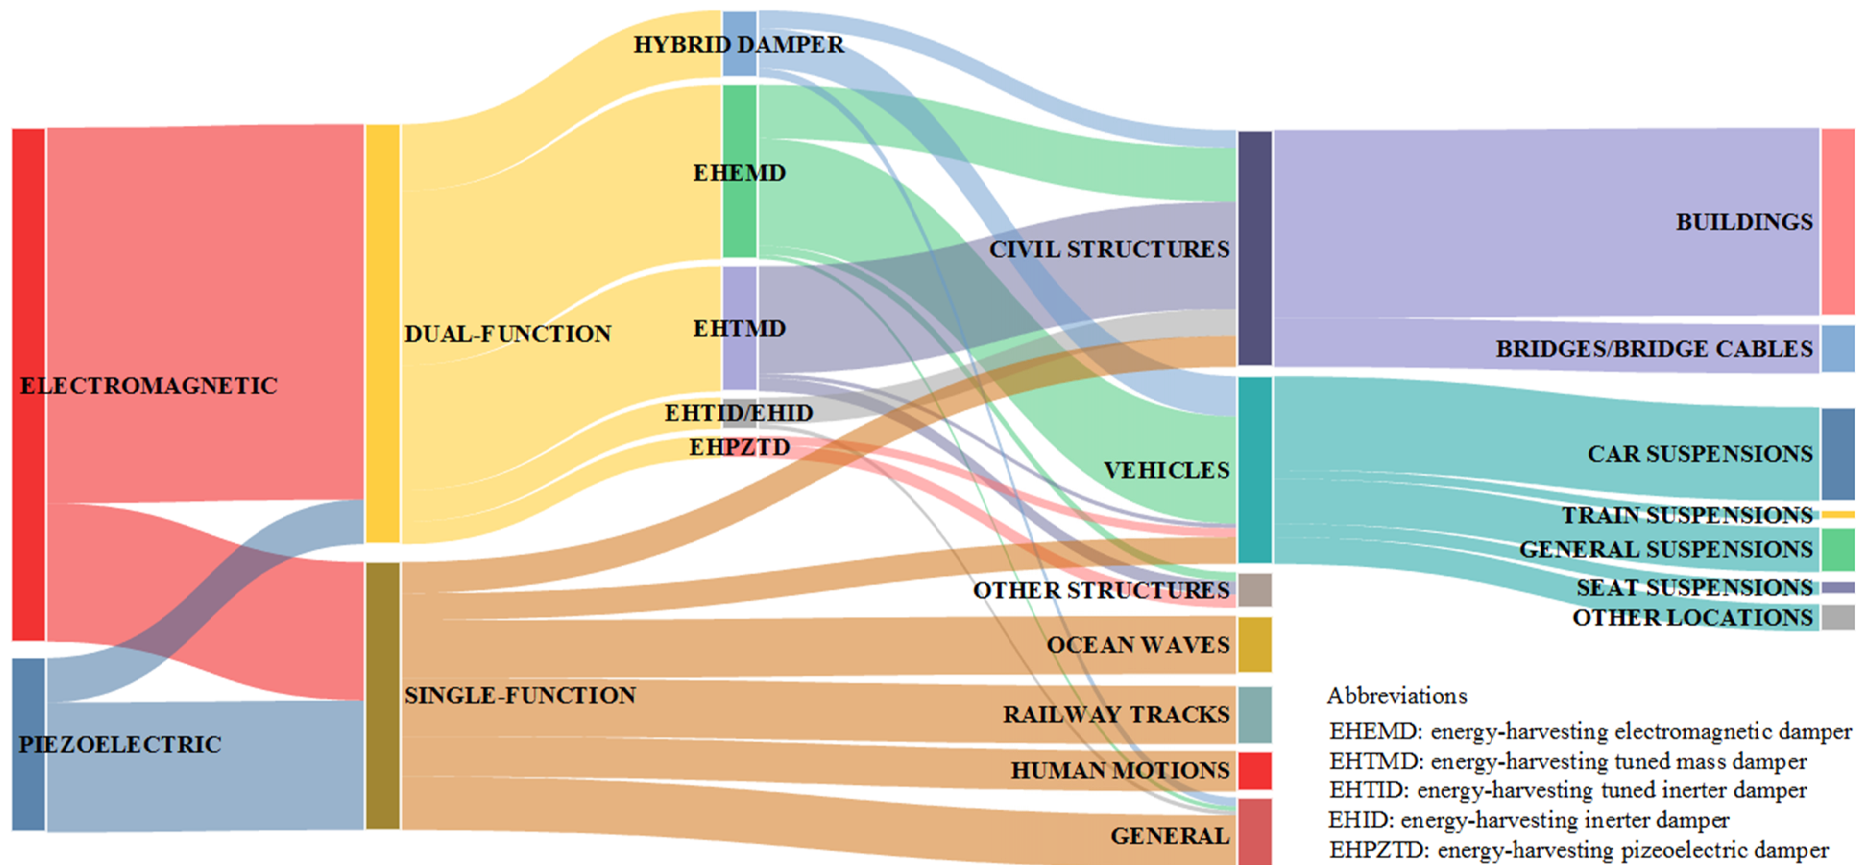 HYBRID DAMPER
EHEMD
EHTMD
EHTID/EHID
EHPZTD
ELECTROMAGNETIC
PIEZOELECTRIC
DUAL-FUNCTION
SINGLE-FUNCTION
CIVIL STRUCTURES
VEHICLES
OTHER STRUCTURES
OCEAN WAVES
RAILWAY TRACKS
HUMAN MOTIONS
GENERAL
BUILDINGS
BRIDGES/BRIDGE CABLES
CAR SUSPENSIONS
TRAIN SUSPENSIONS
GENERAL SUSPENSIONS
SEAT SUSPENSIONS
OTHER LOCATIONS
Abbreviations
EHEMD: energy-harvesting electromagnetic damper
EHTMD: energy-harvesting tuned mass damper
EHTID: energy-harvesting tuned inerter damper
EHID: energy-harvesting inerter damper
EHPZTD: energy-harvesting pizeoelectric damper